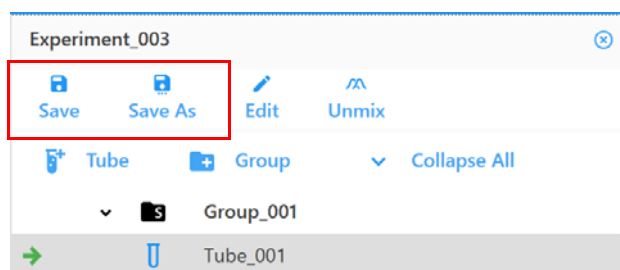 Experiment_003
Save Save As Edit Unmix
Tube Group Collapse All
S Group_001
Tube_001